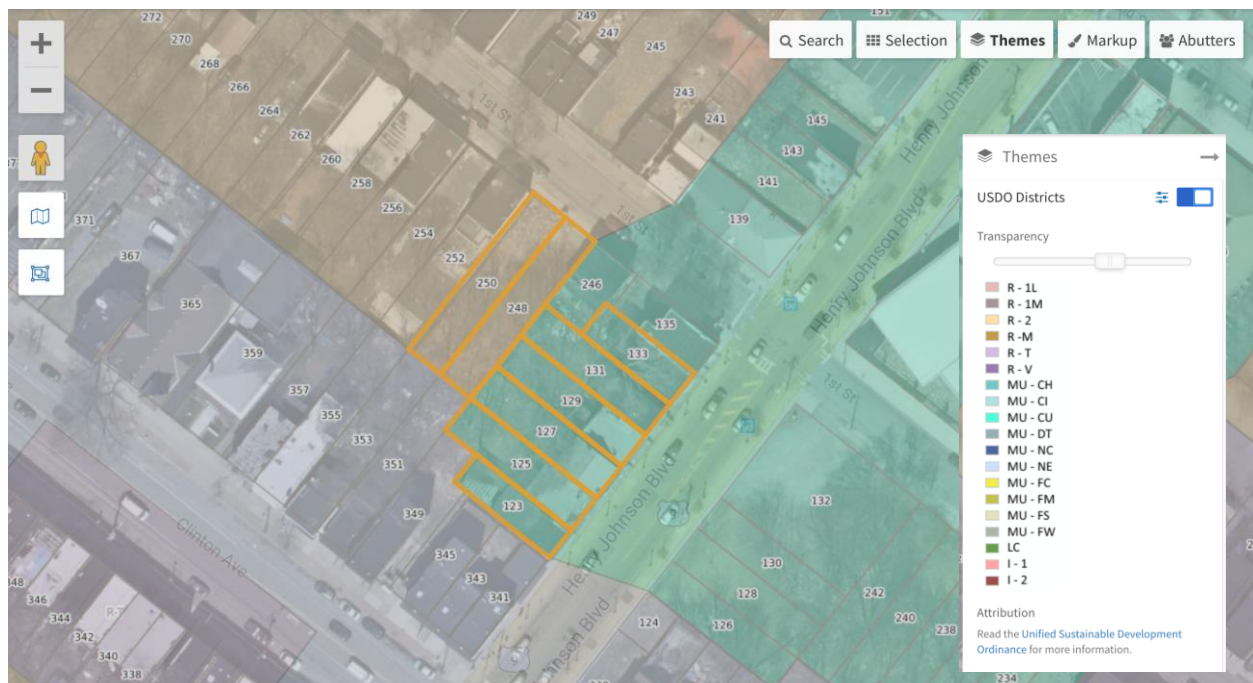 272
270
268
266
264
262
260
258
256
254
252
250
248
249
247
245
243
241
1st St
1st St
Search
Selection
Themes
Markup
Abutters
145
143
141
139
Henry Johnson
Henry Johnson Blvd
246
135
133
131
129
127
125
123
371
367
365
359
357
355
353
351
349
345
343
341
Clinton Ave
348
346
344
342
340
338
R-T
Henry Johnson Blvd
9
1st St
132
130
128
126
124
242
240
238
234
9
Johnson Blvd
Themes
USDO Districts
Transparency
R - 1L
R - 1M
R - 2
R -M
R - T
R - V
MU - CH
MU - CI
MU - CU
MU - DT
MU - NC
MU - NE
MU - FC
MU - FM
MU - FS
MU - FW
LC
I - 1
I - 2
Attribution
Read the Unified Sustainable Development
Ordinance for more information.